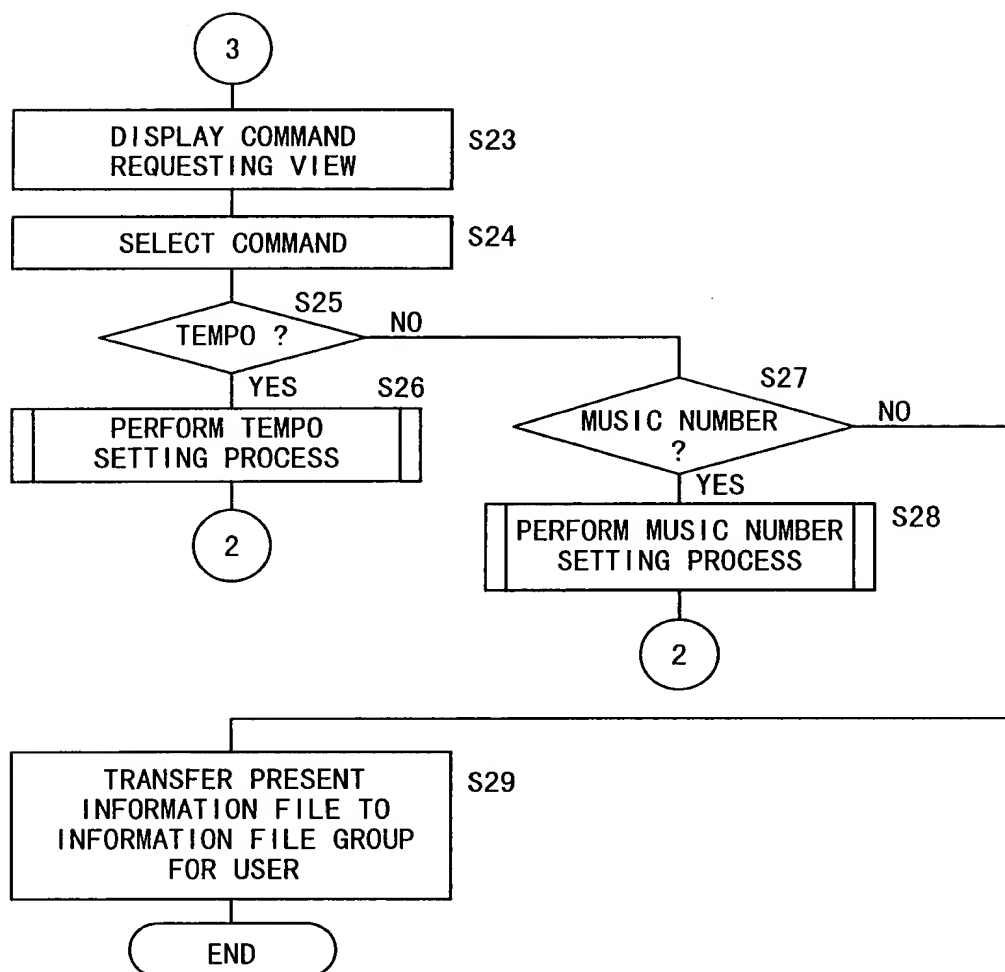 3
DISPLAY COMMAND
REQUESTING VIEW
S23
SELECT COMMAND
S24
S25
TEMPO ?
NO
YES
S26
PERFORM TEMPO
SETTING PROCESS
2
S27
MUSIC NUMBER
?
NO
YES
S28
PERFORM MUSIC NUMBER
SETTING PROCESS
2
TRANSFER PRESENT
INFORMATION FILE TO
INFORMATION FILE GROUP
FOR USER
S29
END